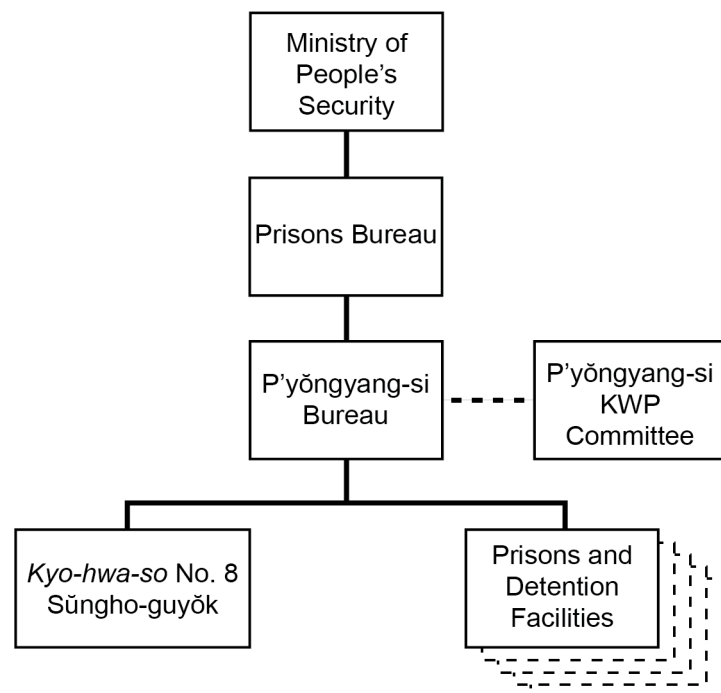 Ministry of
People’s
Security
Prisons Bureau
P’yŏngyang-si
Bureau
P’yŏngyang-si
KWP
Committee
Kyo-hwa-so No. 8
Sŭngho-guyŏk
Prisons and
Detention
Facilities